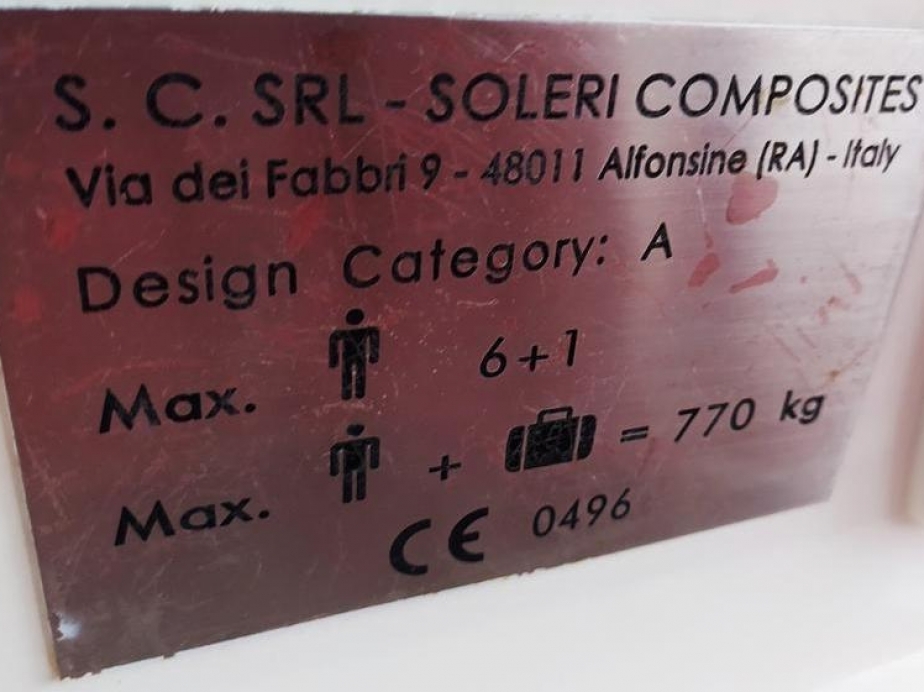 S. C. SRL - SOLERI COMPOSITES
Via dei Fabbri 9 - 48011 Alfonsine (RA) - Italy
Design Category: A
Max. 6+1
Max. + = 770 kg
CE 0496